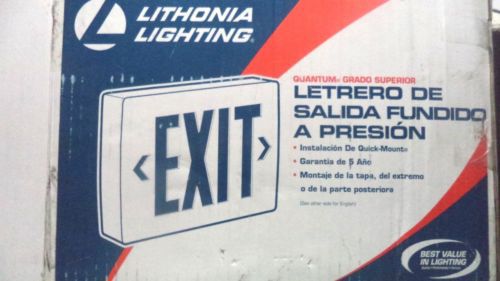 LITHONIA
LIGHTING®
EXIT
QUANTUM® GRADO SUPERIOR
LETRERO DE
SALIDA FUNDIDO
A PRESIÓN
• Instalación De Quick-Mount®
• Garantia de 5 Año
• Montaje de la tapa, del extremo
o de la parte posteriora
(See other side for English)
BEST VALUE
IN LIGHTING